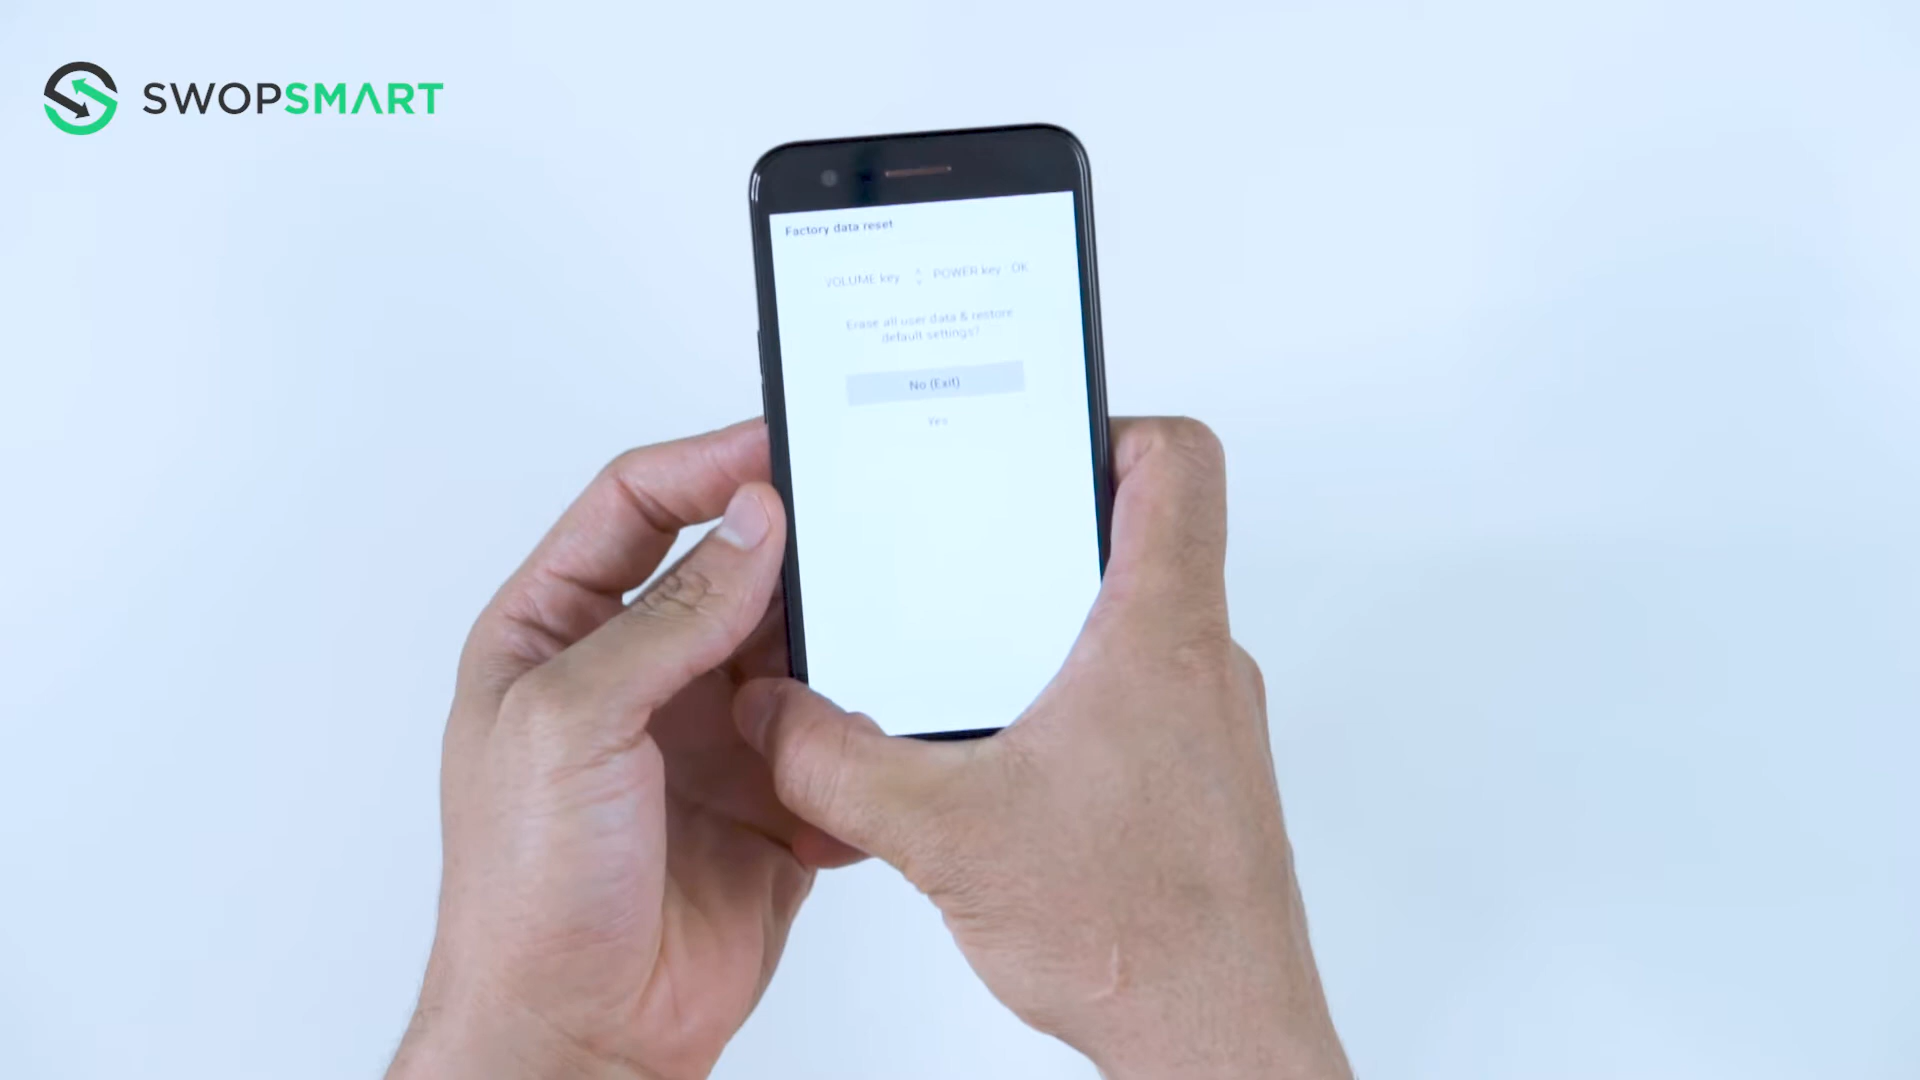 SWOPSMART
Factory data reset
VOLUME key
POWER key : OK
Erase all user data & restore
default settings?
No (Exit)
Yes